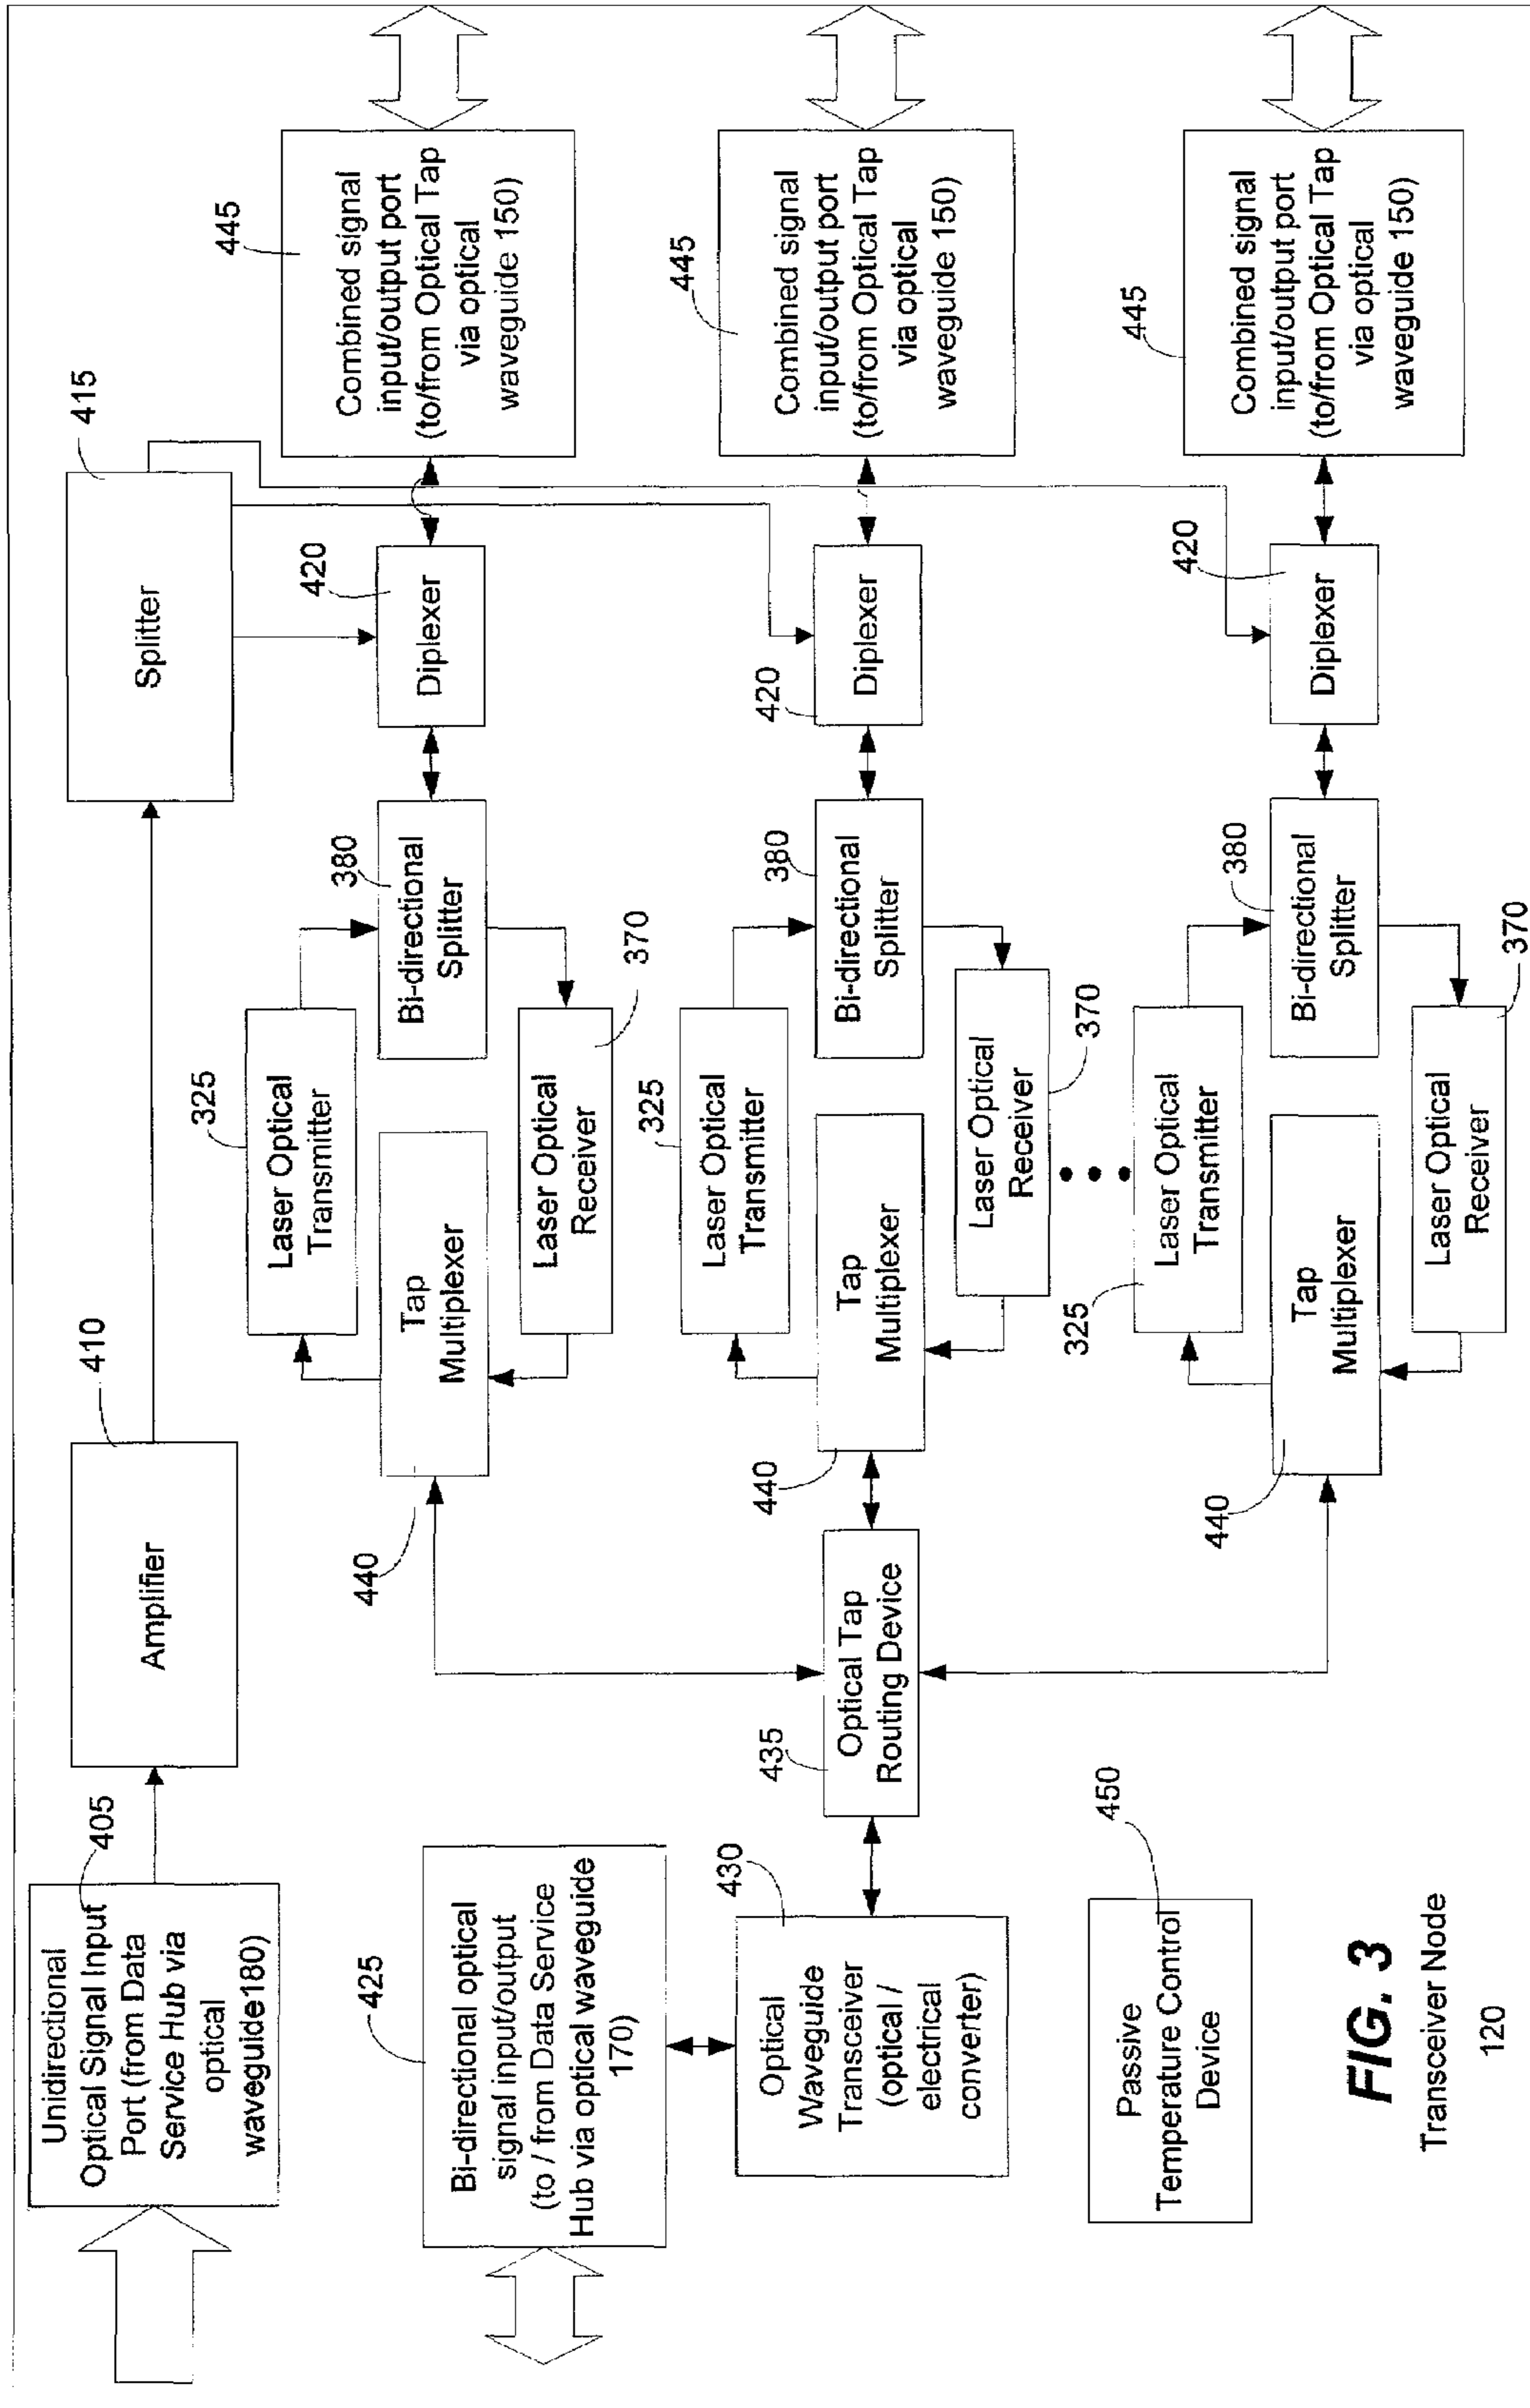 Unidirectional
Optical Signal Input
Port (from Data
Service Hub via
optical
waveguide180)
405
Amplifier
410
Splitter
415
Bi-directional optical
signal input/output
(to / from Data Service
Hub via optical waveguide
170)
425
Optical
Waveguide
Transceiver
(optical /
electrical
converter)
430
Optical Tap
Routing Device
435
Passive
Temperature Control
Device
450
Tap
Multiplexer
440
Laser Optical
Transmitter
325
Laser Optical
Receiver
370
Bi-directional
Splitter
380
Diplexer
420
Combined signal
input/output port
(to/from Optical Tap
via optical
waveguide 150)
445
Tap
Multiplexer
440
Laser Optical
Transmitter
325
Laser Optical
Receiver
370
Bi-directional
Splitter
380
Diplexer
420
Combined signal
input/output port
(to/from Optical Tap
via optical
waveguide 150)
445
Tap
Multiplexer
440
Laser Optical
Transmitter
325
Laser Optical
Receiver
370
Bi-directional
Splitter
380
Diplexer
420
Combined signal
input/output port
(to/from Optical Tap
via optical
waveguide 150)
445
FIG. 3
Transceiver Node
120